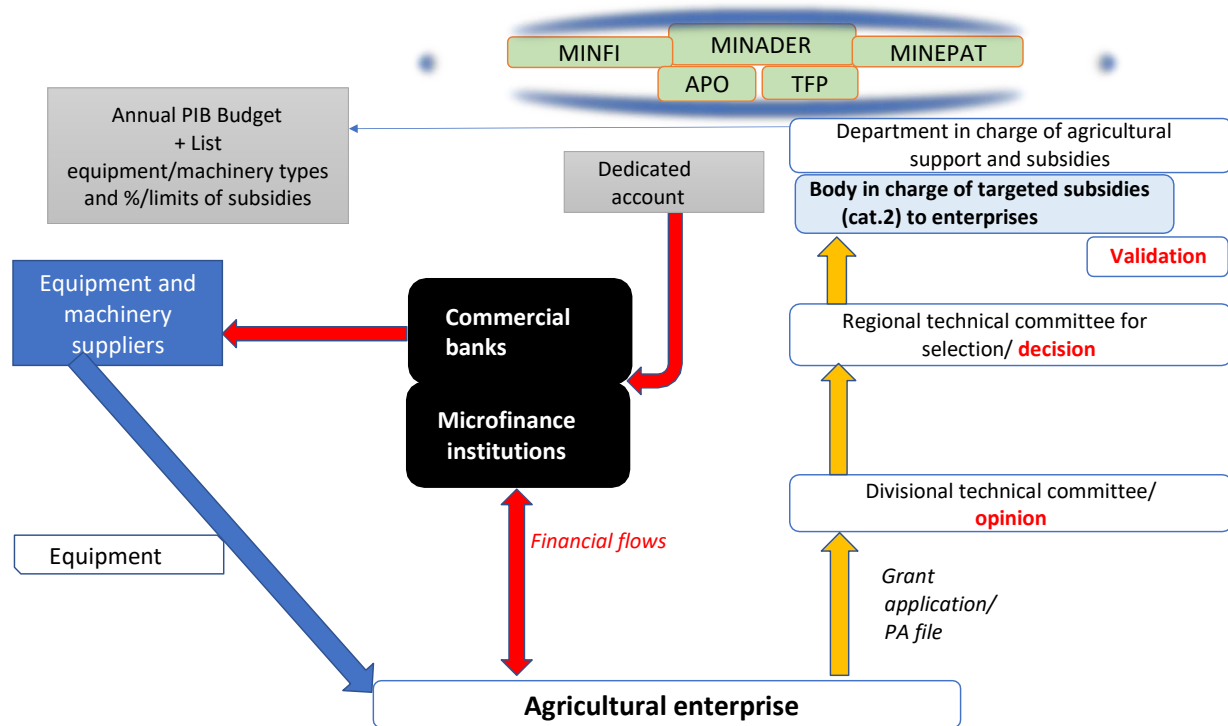 MINFI
MINADER
MINEPAT
APO
TFP
Annual PIB Budget
+ List
equipment/machinery types
and %/limits of subsidies
Department in charge of agricultural
support and subsidies
Dedicated
account
Body in charge of targeted subsidies
(cat.2) to enterprises
Validation
Equipment and
machinery
suppliers
Commercial
banks
Regional technical committee for
selection/ decision
Microfinance
institutions
Divisional technical committee/
opinion
Equipment
Financial flows
Grant
application/
PA file
Agricultural enterprise